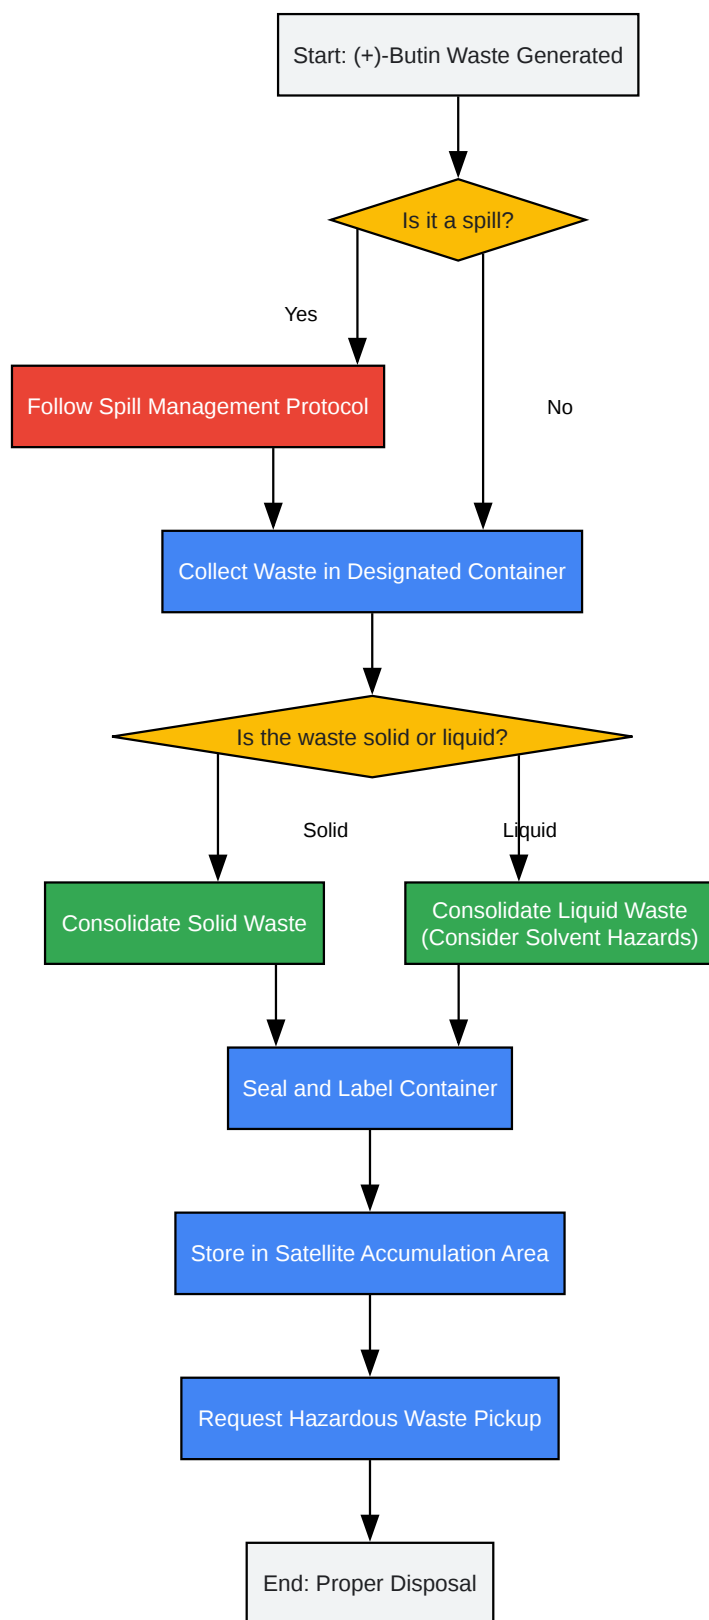 Start: (+)-Butin Waste Generated
Is it a spill?
Yes
Follow Spill Management Protocol
No
Collect Waste in Designated Container
Is the waste solid or liquid?
Solid
Liquid
Consolidate Solid Waste
Consolidate Liquid Waste
(Consider Solvent Hazards)
Seal and Label Container
Store in Satellite Accumulation Area
Request Hazardous Waste Pickup
End: Proper Disposal